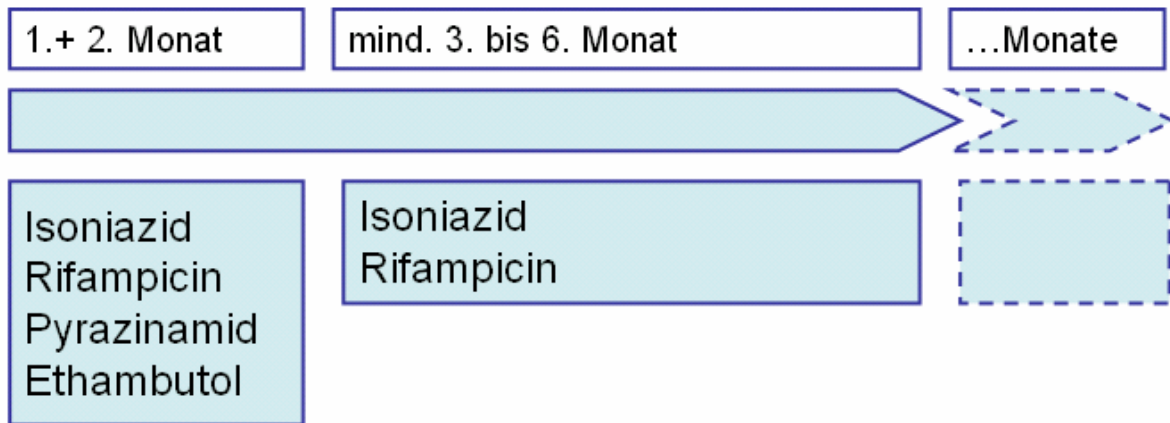 1.+ 2. Monat
mind. 3. bis 6. Monat
…Monate
Isoniazid
Rifampicin
Pyrazinamid
Ethambutol
Isoniazid
Rifampicin